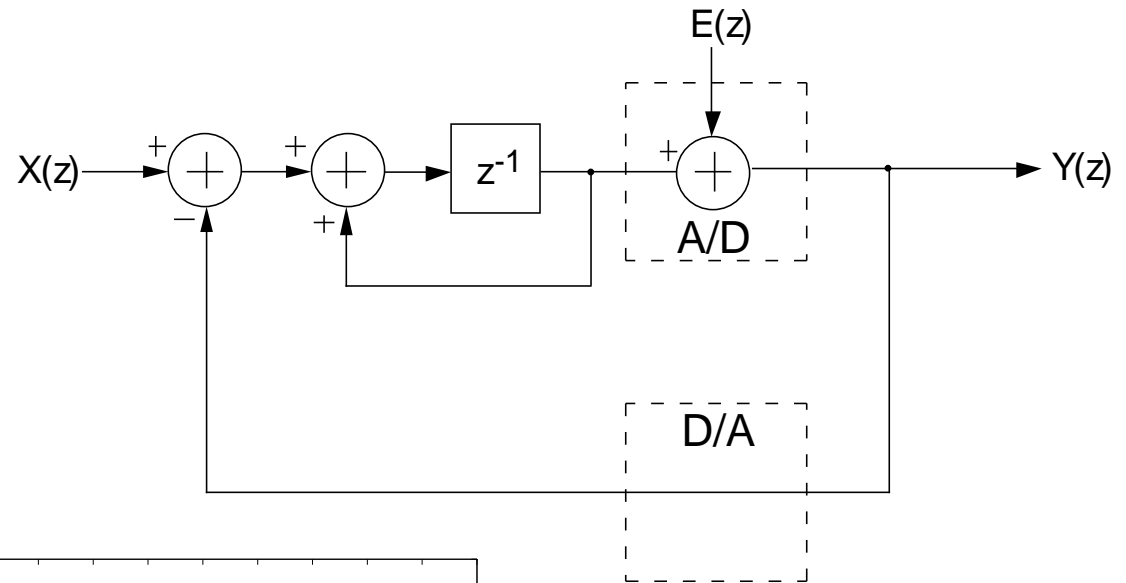 E(z)
X(z)
+
+
+
+
+
z⁻¹
+
+
Y(z)
−
+
A/D
D/A